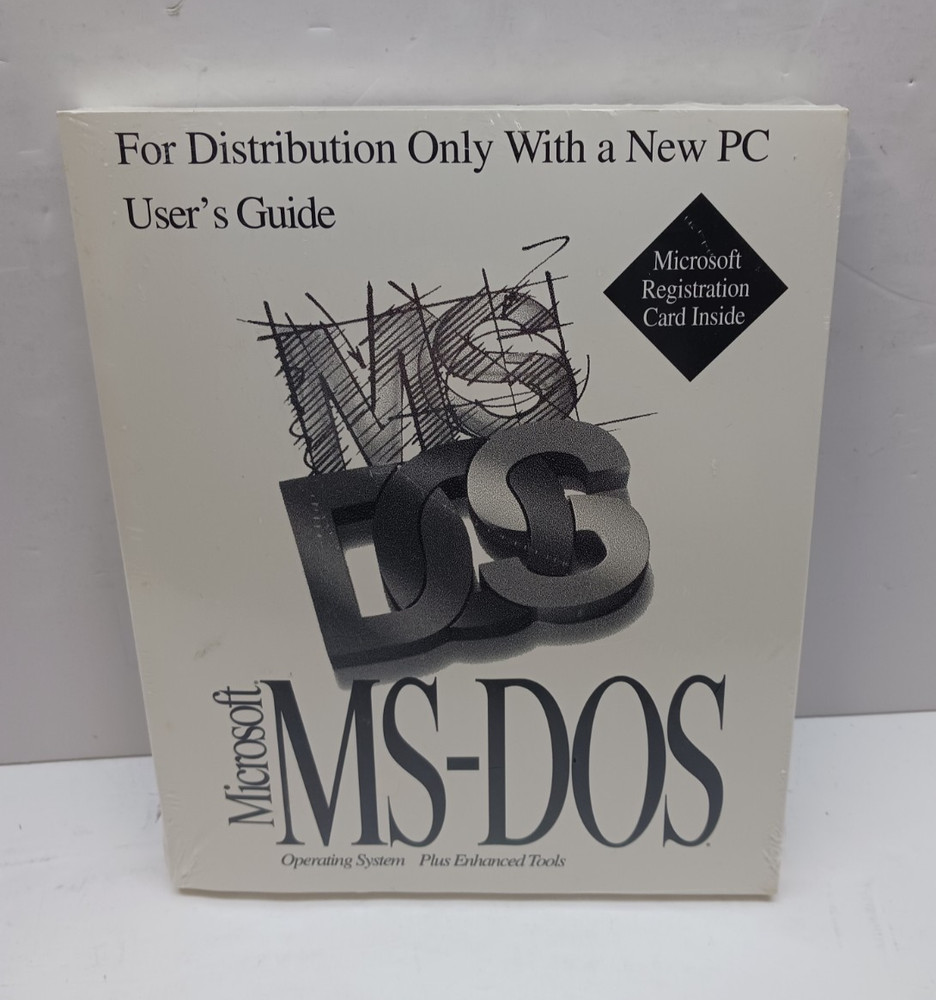 For Distribution Only With a New PC
User's Guide
Microsoft
Registration
Card Inside
MS
DOS
Microsoft
MS-DOS
Operating System Plus Enhanced Tools